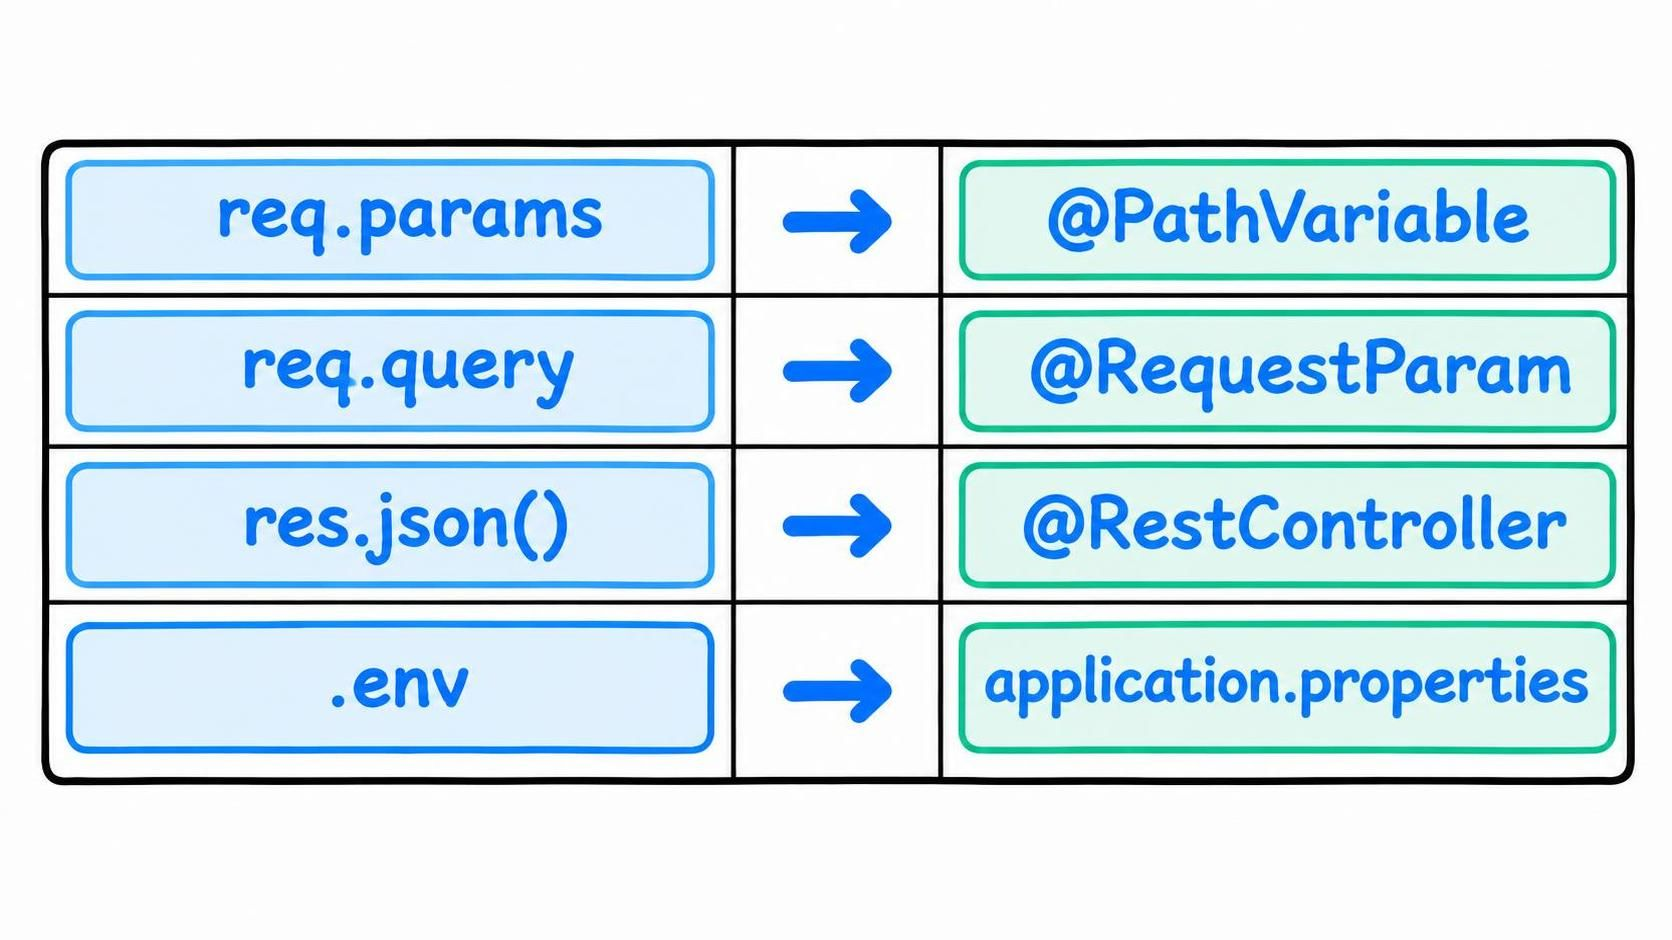 req.params → @PathVariable
req.query → @RequestParam
res.json() → @RestController
.env → application.properties